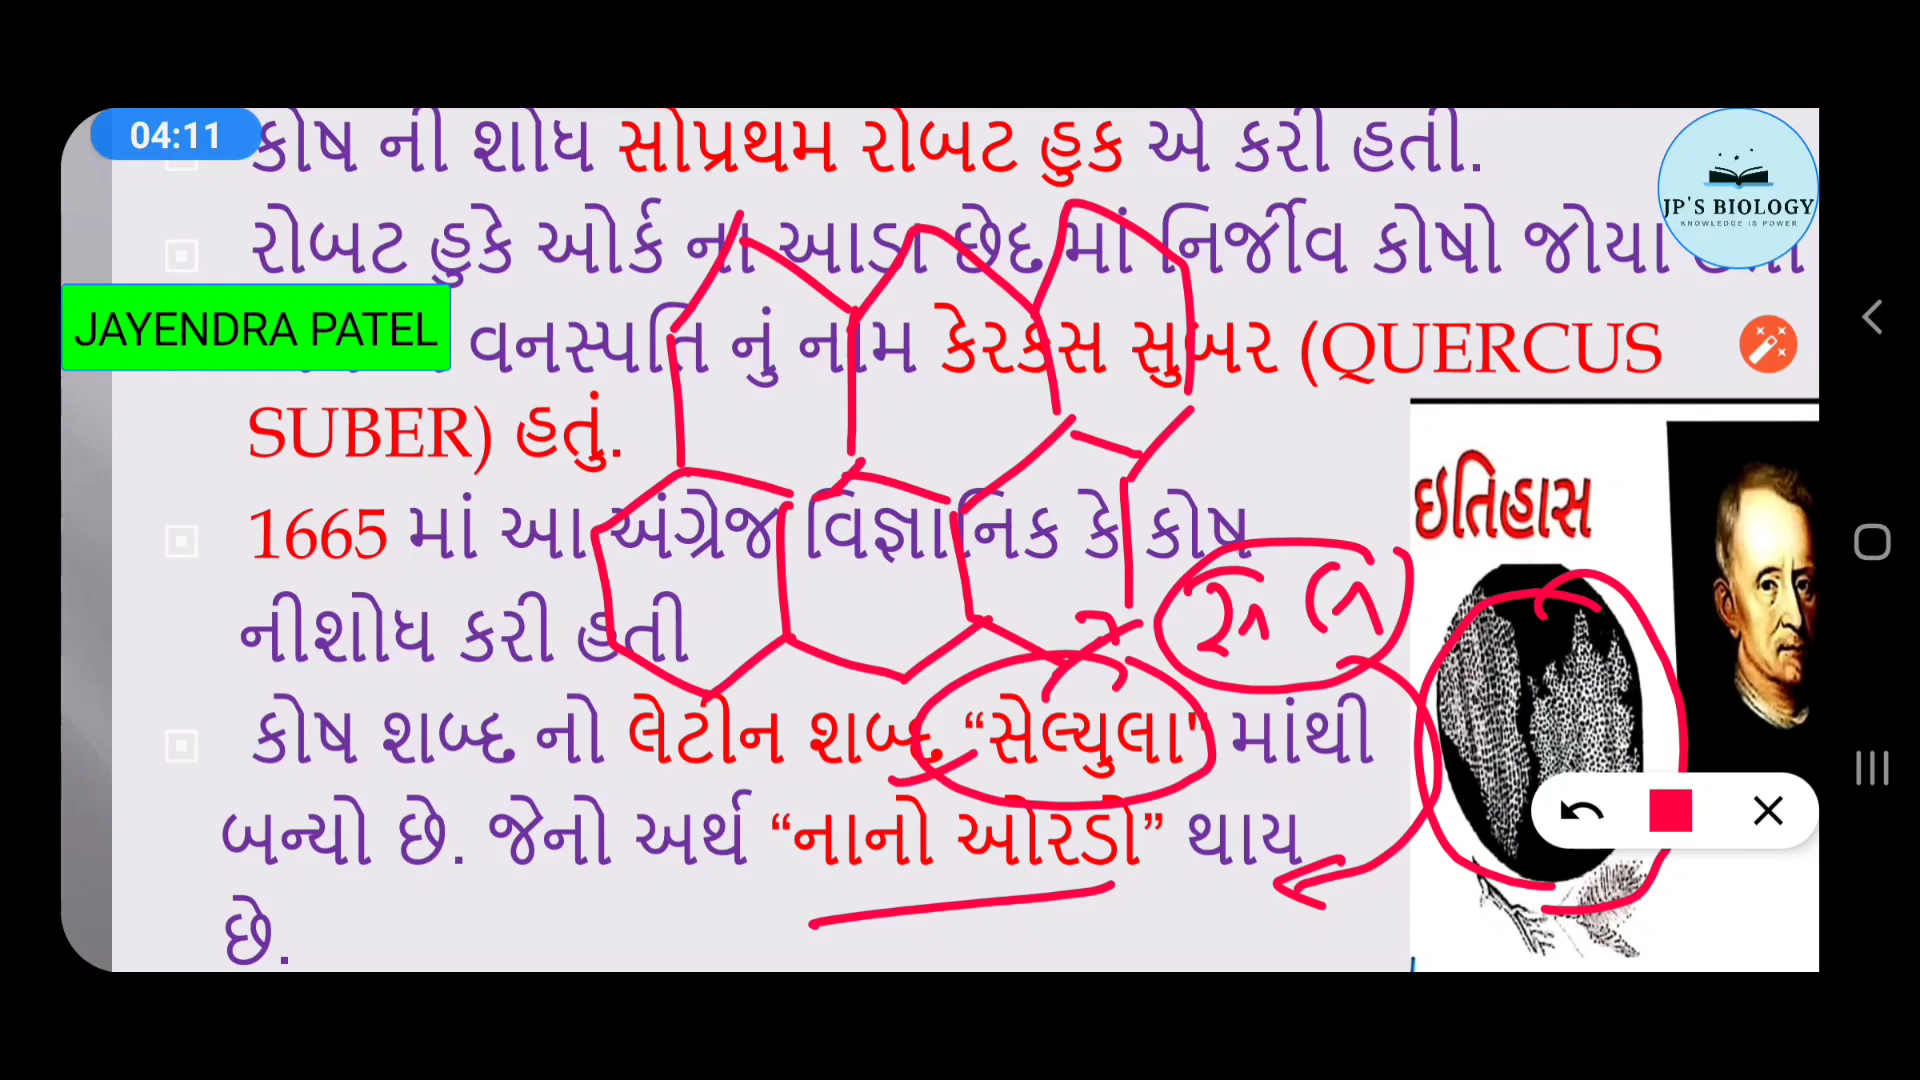 04:11
કોષ ની શોધ સૌપ્રથમ રોબટ હુક એ કરી હતી.
JP'S BIOLOGY
KNOWLEDGE IS POWER
રોબટ હુકે ઓર્ક ના આડા છેદ માં નિર્જીવ કોષો જોયા
JAYENDRA PATEL
વનસ્પતિ નું નામ કેરકસ સુબર (QUERCUS
SUBER) હતું.
ઇતિહાસ
1665 માં આ અંગ્રેજ વિજ્ઞાનિક કે કોષ
નીશોધ કરી હતી
કોષ શબ્દ નો લેટીન શબ્દ “સેલ્યુલા" માંથી
બન્યો છે. જેનો અર્થ “નાનો ઓરડો” થાય
છે.